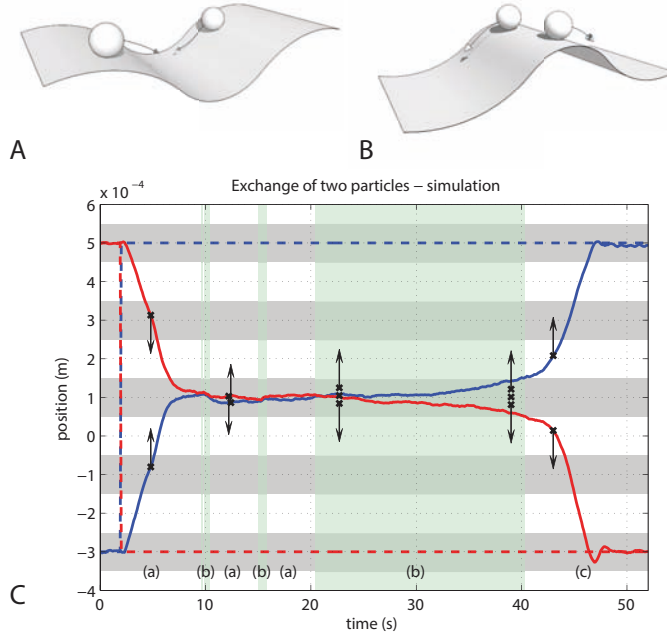 A
B
C
Exchange of two particles – simulation
x 10⁻⁴
6
5
4
3
2
1
0
−1
−2
−3
−4
position (m)
(a) (b) (a) (b) (a) (b) (c)
0 10 20 30 40 50
time (s)